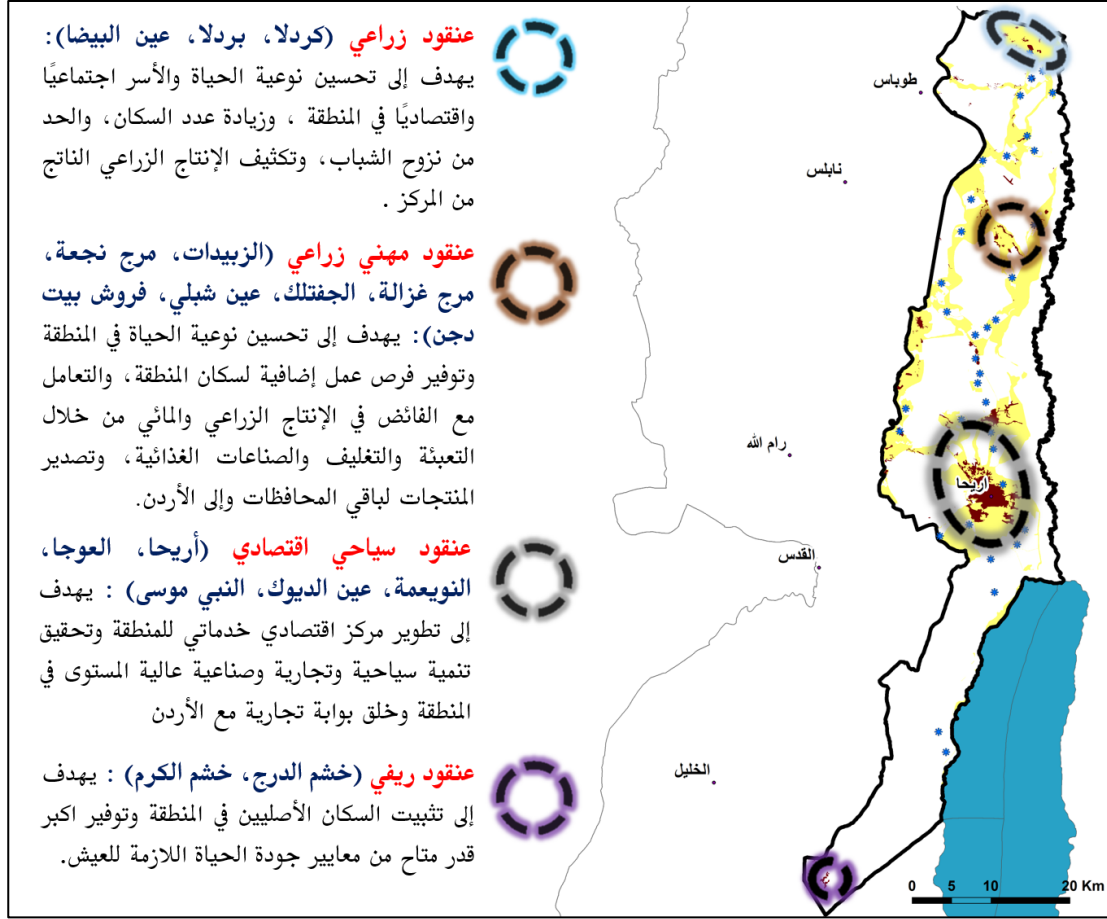 عنقود زراعي (كردلا، بردلا، عين البيضا):
يهدف إلى تحسين نوعية الحياة والأسر اجتماعيًا
واقتصاديًا في المنطقة ، وزيادة عدد السكان، والحد
من نزوح الشباب، وتكثيف الإنتاج الزراعي الناتج
من المركز .
عنقود مهني زراعي (الزبيدات، مرج نجعة،
مرج غزالة، الجفتلك، عين شبلي، فروش بيت
دجن): يهدف إلى تحسين نوعية الحياة في المنطقة
وتوفير فرص عمل إضافية لسكان المنطقة، والتعامل
مع الفائض في الإنتاج الزراعي والمائي من خلال
التعبئة والتغليف والصناعات الغذائية، وتصدير
المنتجات لباقي المحافظات وإلى الأردن.
عنقود سياحي اقتصادي (أريحا، العوجا،
النويعمة، عين الديوك، النبي موسى) : يهدف
إلى تطوير مركز اقتصادي خدماتي للمنطقة وتحقيق
تنمية سياحية وتجارية وصناعية عالية المستوى في
المنطقة وخلق بوابة تجارية مع الأردن
عنقود ريفي (خشم الدرج، خشم الكرم) : يهدف
إلى تثبيت السكان الأصليين في المنطقة وتوفير اكبر
قدر متاح من معايير جودة الحياة اللازمة للعيش.
طوباس
نابلس
رام الله
اريحا
القدس
الخليل
0 5 10 20 Km